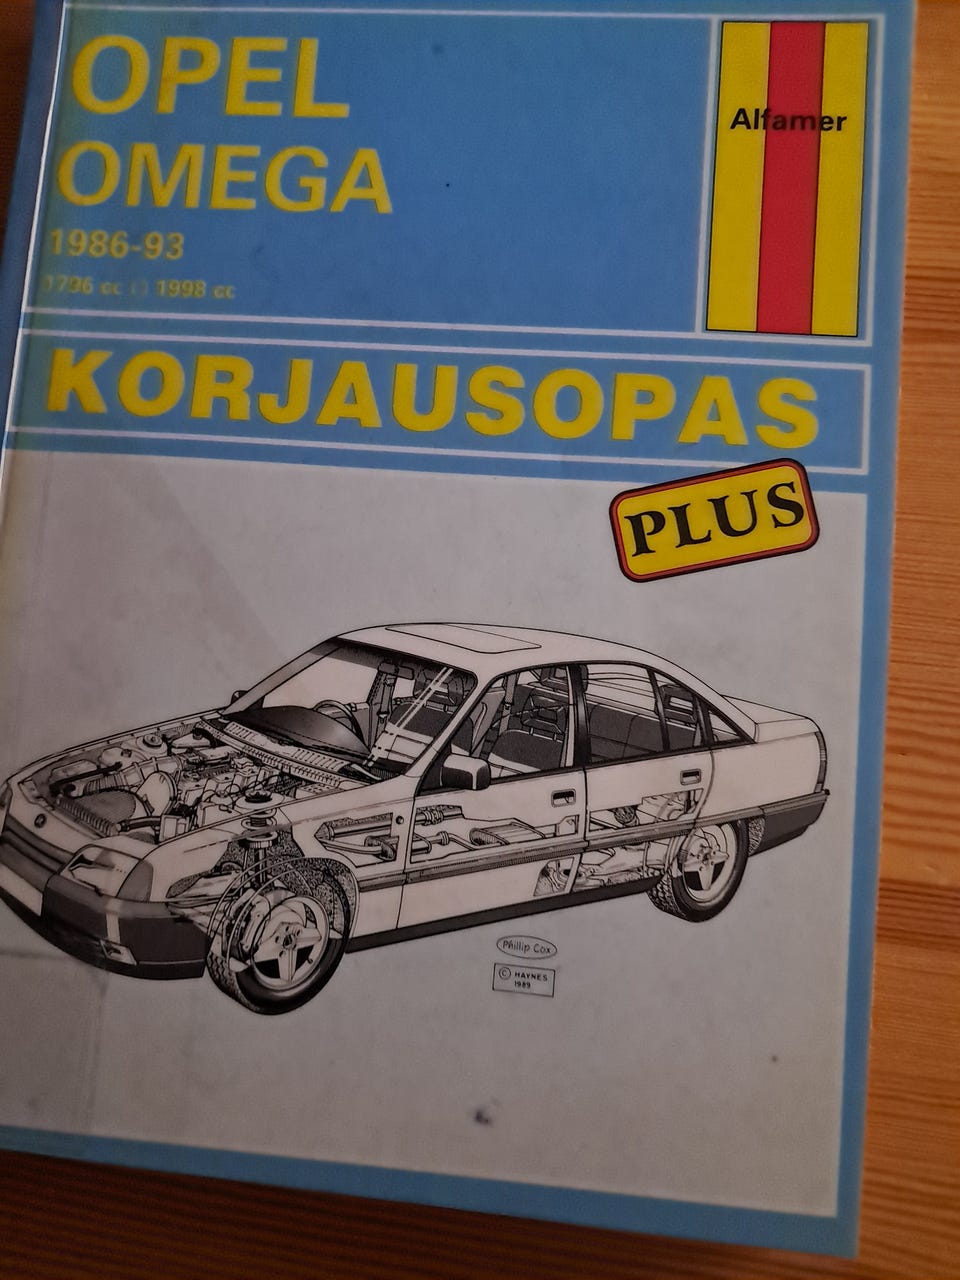 OPEL
OMEGA
1986-93
1796 cc □ 1998 cc
Alfamer
KORJAUSOPAS
PLUS
Phillip Cox
© HAYNES
1989